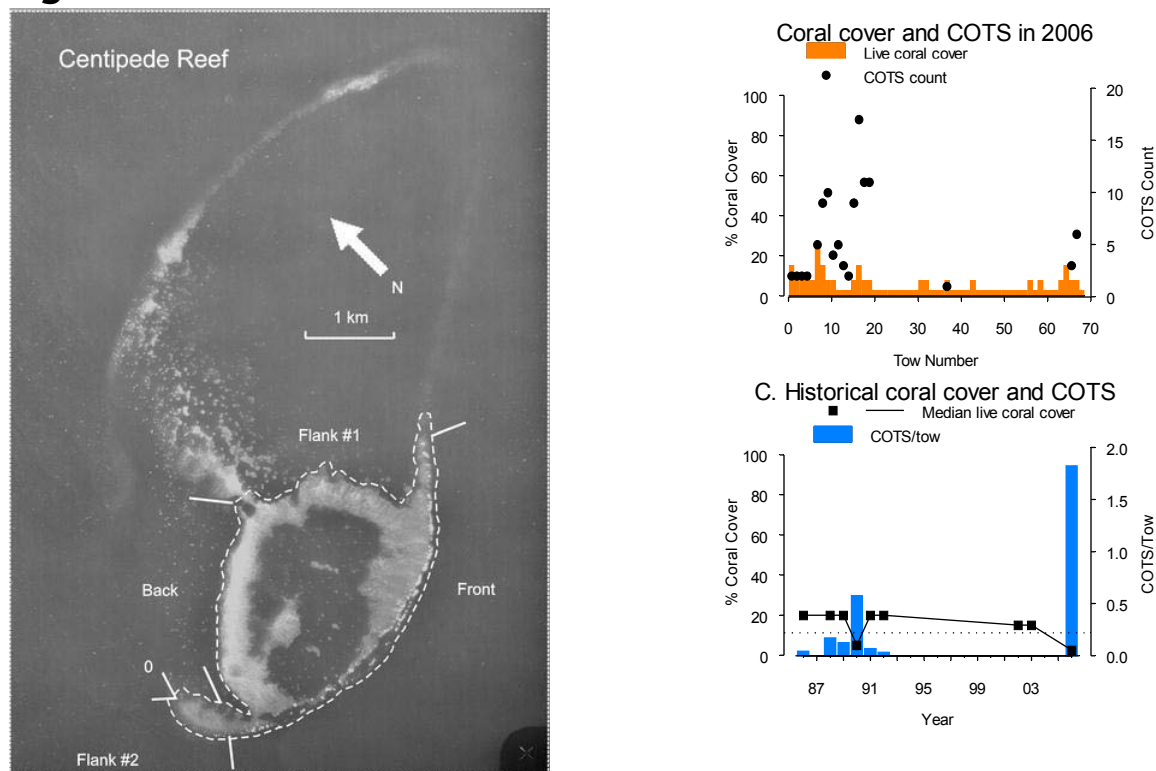 Centipede Reef
N
1 km
Flank #1
Back
Front
0
Flank #2
Coral cover and COTS in 2006
Live coral cover
COTS count
100
80
60
40
20
0
% Coral Cover
20
15
10
5
0
COTS Count
0 10 20 30 40 50 60 70
Tow Number
C. Historical coral cover and COTS
Median live coral cover
COTS/tow
100
80
60
40
20
0
% Coral Cover
2.0
1.5
1.0
0.5
0.0
COTS/Tow
87 91 95 99 03
Year